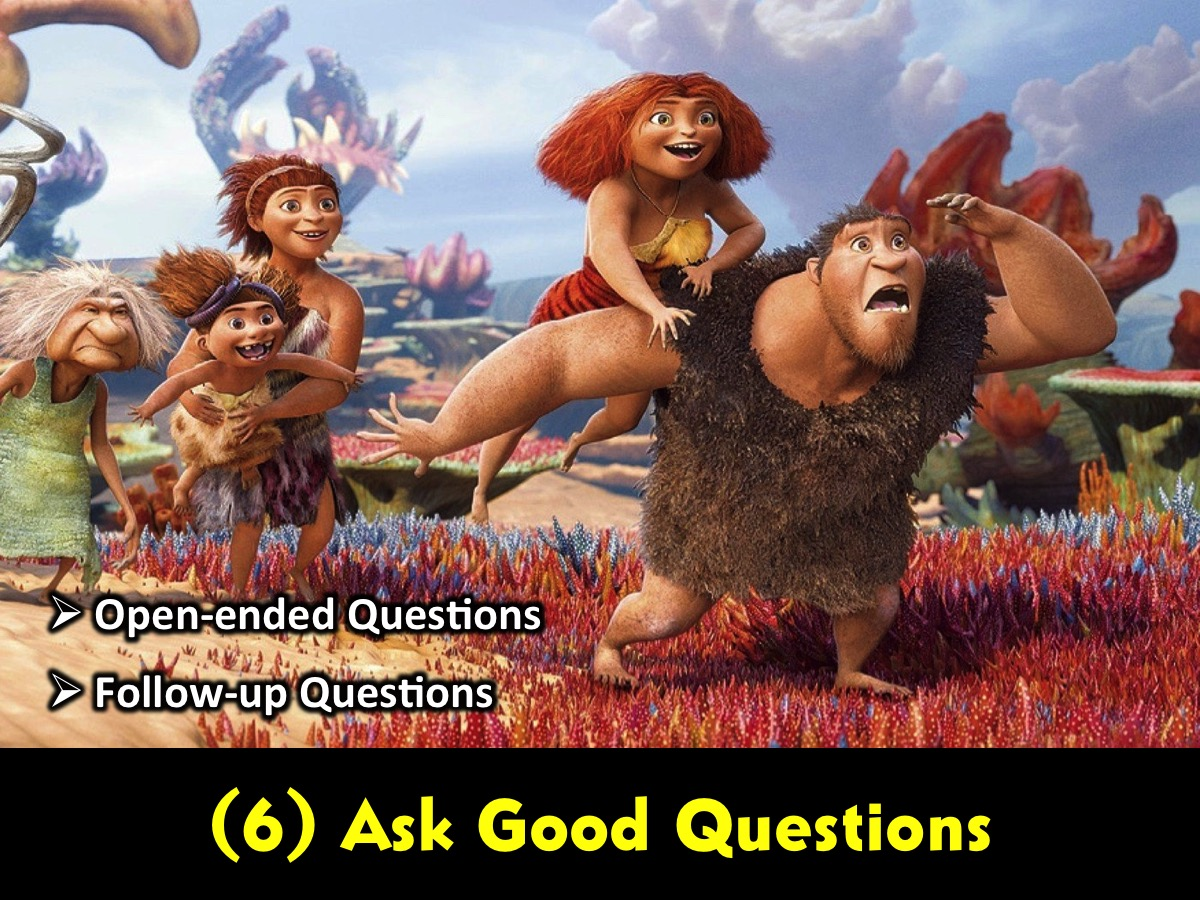 ➢ Open-ended Questions
➢ Follow-up Questions
(6) Ask Good Questions